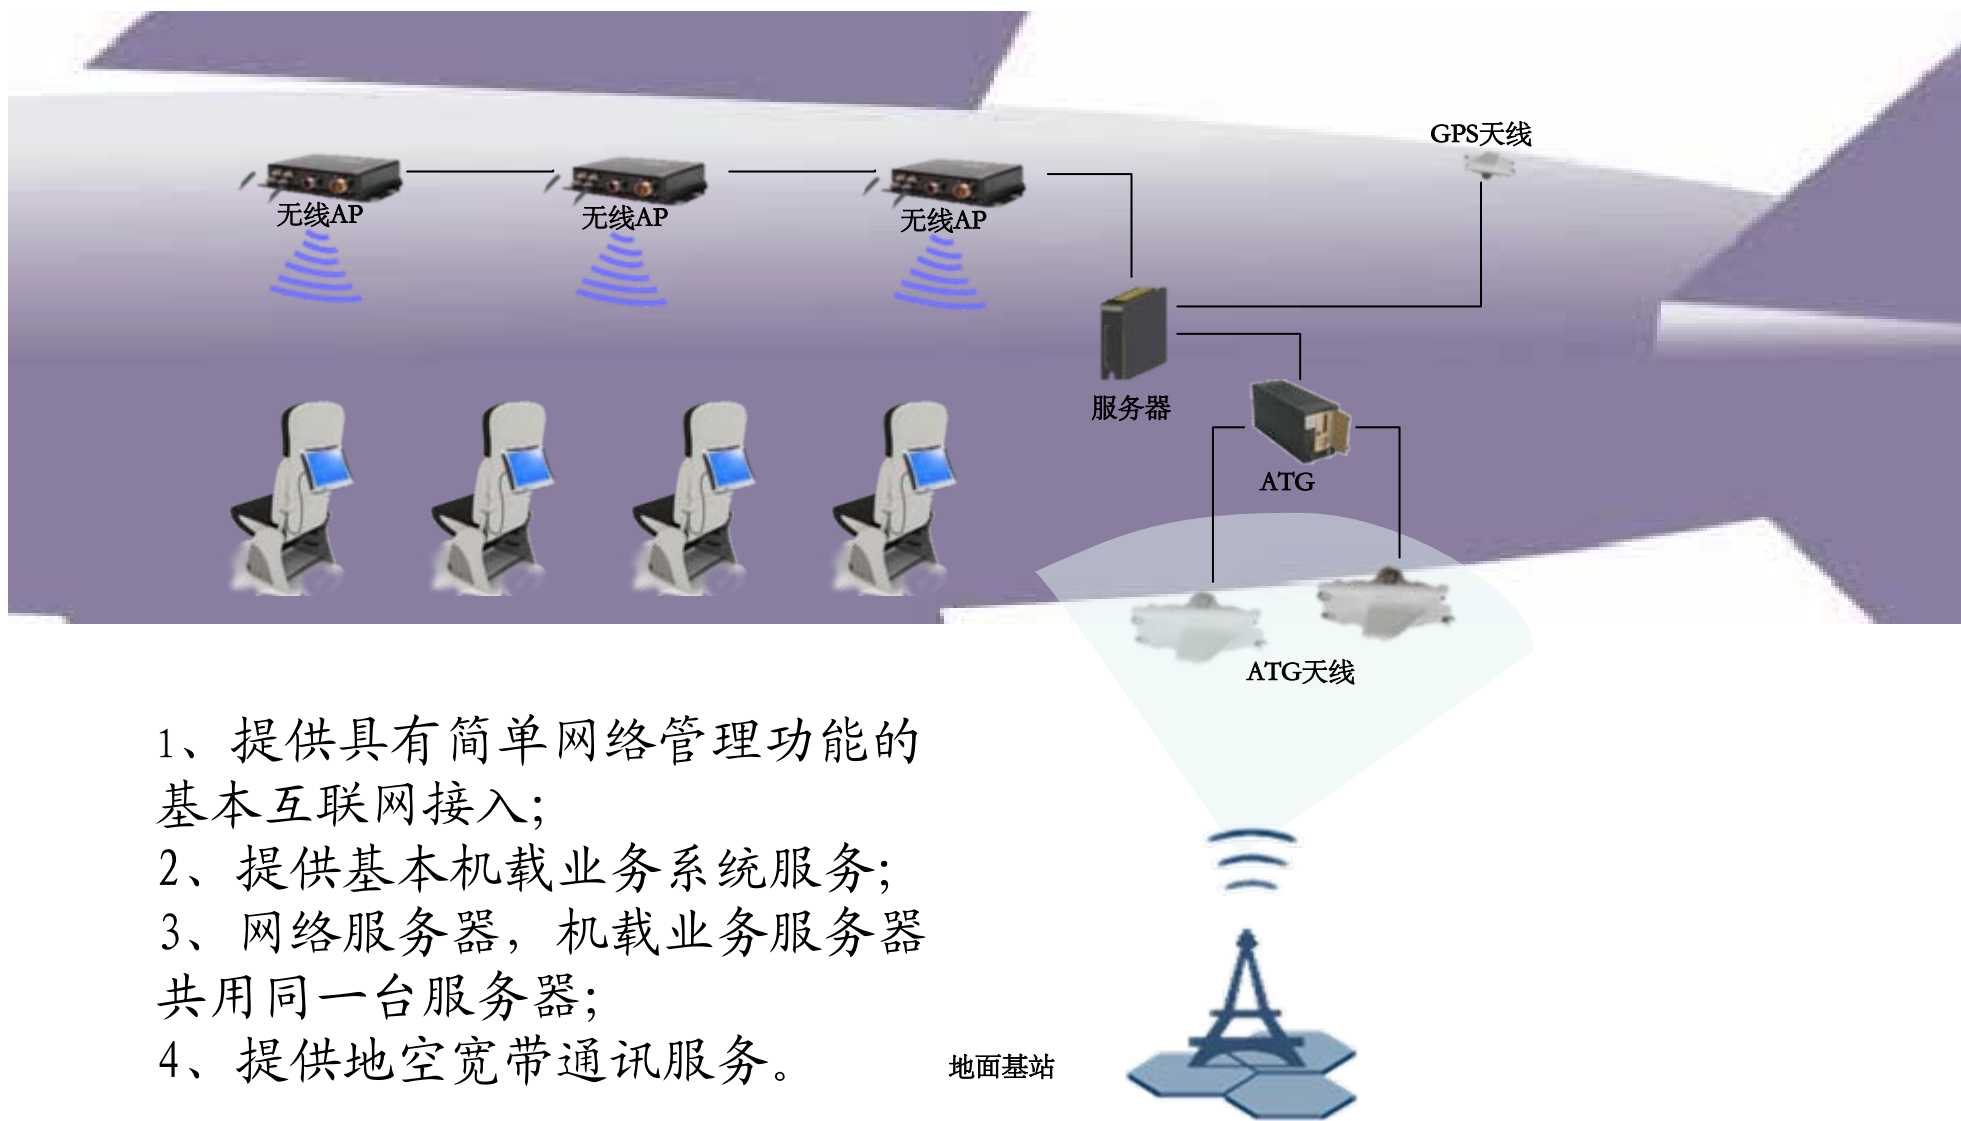 GPS天线
无线AP
无线AP
无线AP
服务器
ATG
ATG天线
1、提供具有简单网络管理功能的
基本互联网接入;
2、提供基本机载业务系统服务;
3、网络服务器，机载业务服务器
共用同一台服务器;
4、提供地空宽带通讯服务。
地面基站